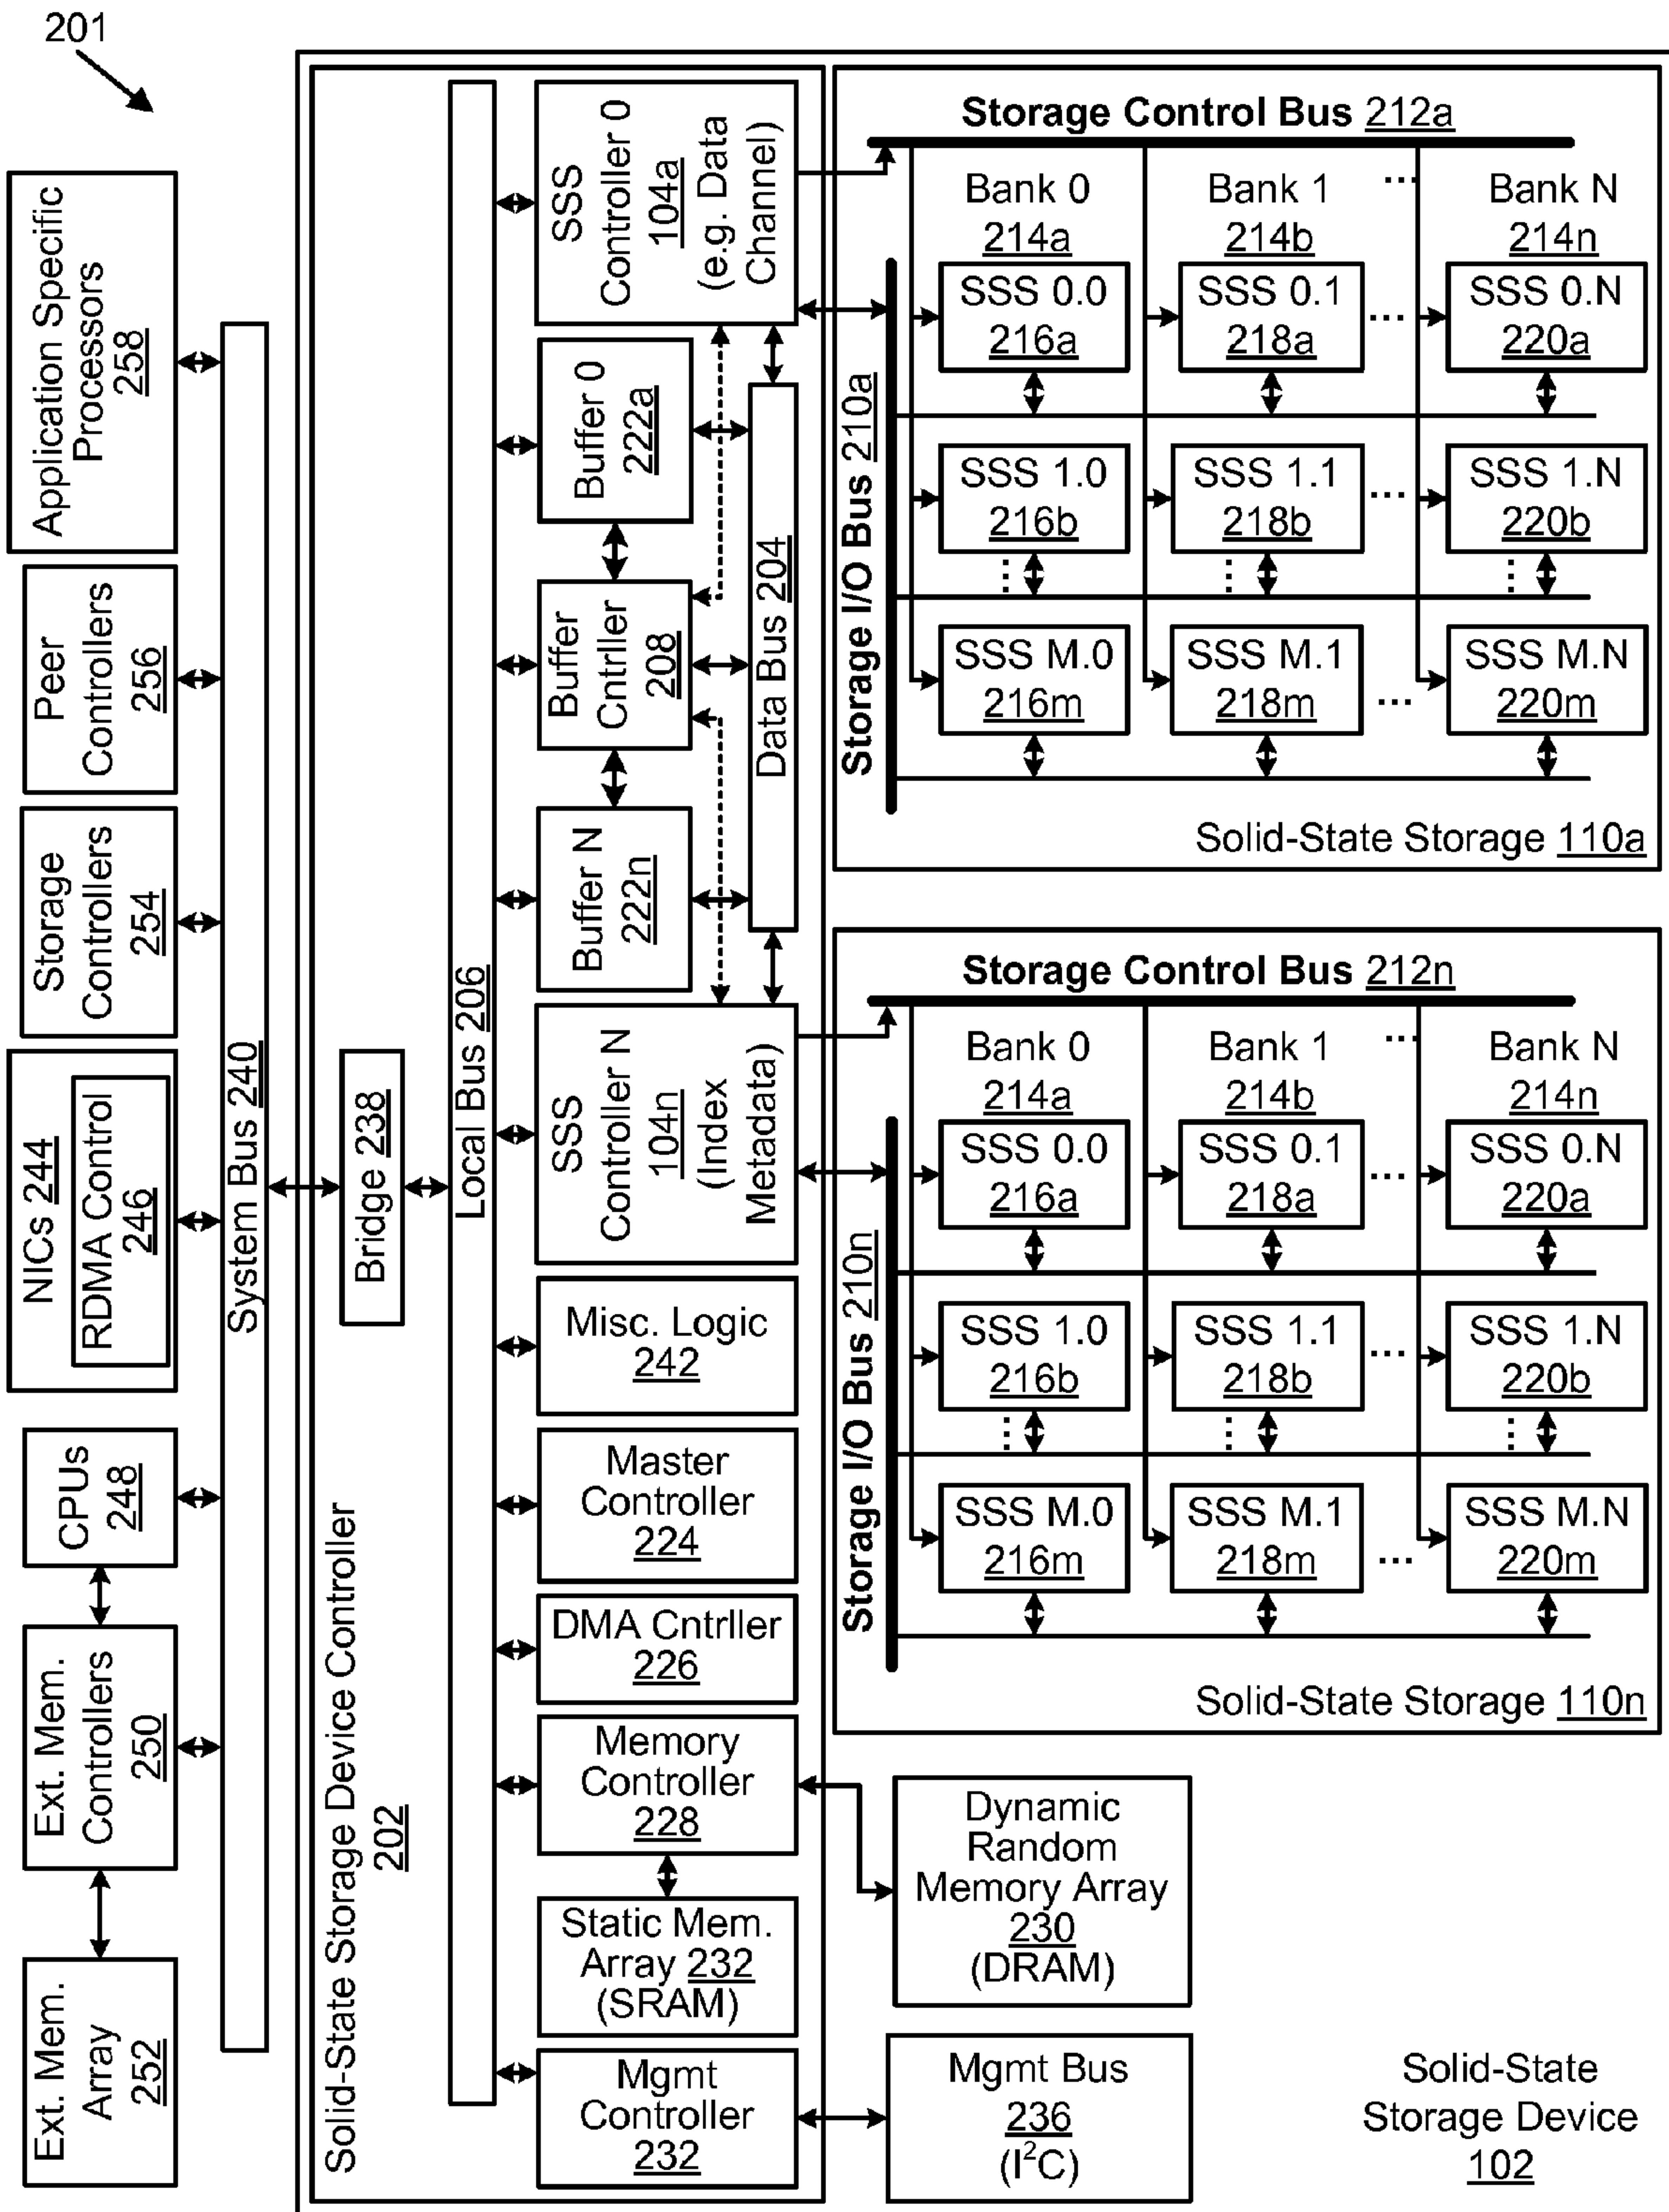 201
Application Specific
Processors
258
Peer
Controllers
256
Storage
Controllers
254
NICs 244
RDMA Control
246
CPUs
248
Ext. Mem.
Controllers
250
Ext. Mem.
Array
252
System Bus 240
Solid-State Storage Device Controller
202
Bridge 238
Local Bus 206
SSS
Controller 0
104a
(e.g. Data
Channel)
Buffer 0
222a
Buffer
Cntrller
208
Buffer N
222n
Data Bus 204
SSS
Controller N
104n
(Index
Metadata)
Misc. Logic
242
Master
Controller
224
DMA Cntrller
226
Memory
Controller
228
Static Mem.
Array 232
(SRAM)
Mgmt
Controller
232
Storage Control Bus 212a
Bank 0 Bank 1 ... Bank N
214a 214b 214n
Storage I/O Bus 210a
SSS 0.0 SSS 0.1 SSS 0.N
216a 218a ... 220a
SSS 1.0 SSS 1.1 SSS 1.N
216b 218b ... 220b
SSS M.0 SSS M.1 SSS M.N
216m 218m ... 220m
Solid-State Storage 110a
Storage Control Bus 212n
Bank 0 Bank 1 ... Bank N
214a 214b 214n
Storage I/O Bus 210n
SSS 0.0 SSS 0.1 SSS 0.N
216a 218a ... 220a
SSS 1.0 SSS 1.1 SSS 1.N
216b 218b ... 220b
SSS M.0 SSS M.1 SSS M.N
216m 218m ... 220m
Solid-State Storage 110n
Dynamic
Random
Memory Array
230
(DRAM)
Mgmt Bus
236
(I²C)
Solid-State
Storage Device
102